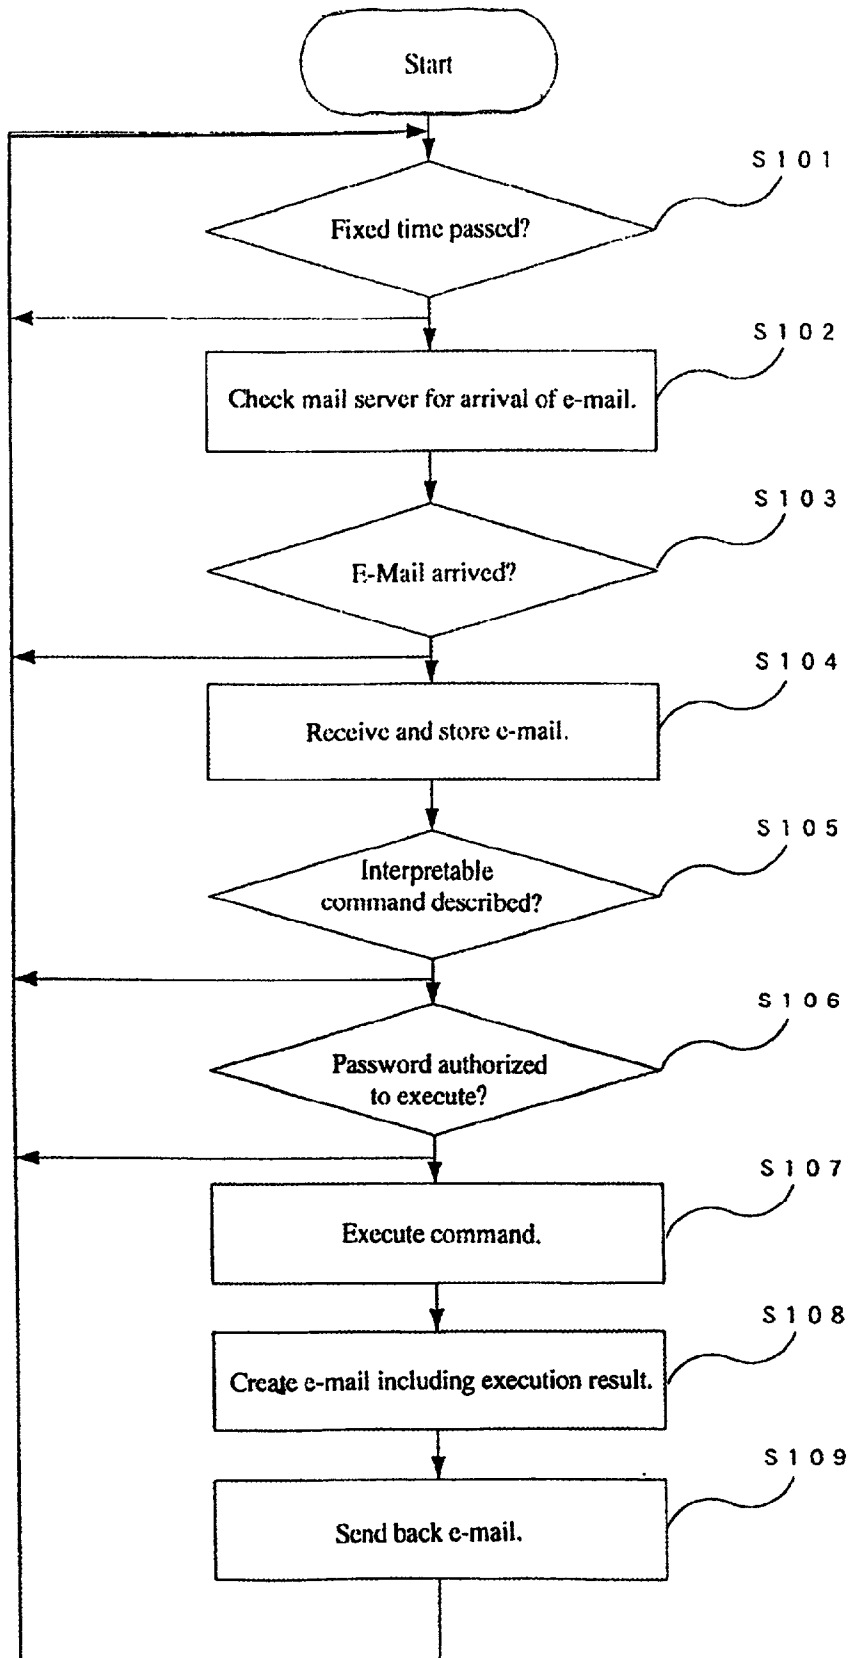 Start
S101
Fixed time passed?
S102
Check mail server for arrival of e-mail.
S103
E-Mail arrived?
S104
Receive and store e-mail.
S105
Interpretable
command described?
S106
Password authorized
to execute?
S107
Execute command.
S108
Create e-mail including execution result.
S109
Send back e-mail.